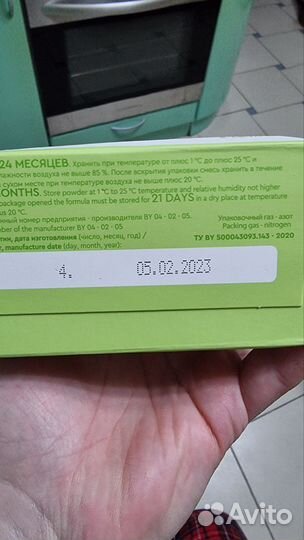 24 МЕСЯЦЕВ. Хранить при температуре от плюс 1 °С до плюс 25 °С и
влажности воздуха не выше 85 %. После вскрытия упаковки смесь хранить в течение
в сухом месте при температуре воздуха не выше плюс 20 °С.
MONTHS. Store powder at 1 °C to 25 °C temperature and relative humidity not higher
package opened the formula must be stored for 21 DAYS in a dry place at temperature
us 20 °C.
номер предприятия - производителя BY 04 - 02 - 05.
ber of the manufacturer BY 04 - 02 - 05
тии, дата изготовления (число, месяц, год) /
manufacture date (day, month, year):
Упаковочный газ - азот
Packing gas - nitrogen
ТУ BY 500043093.143 - 2020
4. 05.02.2023
Avito